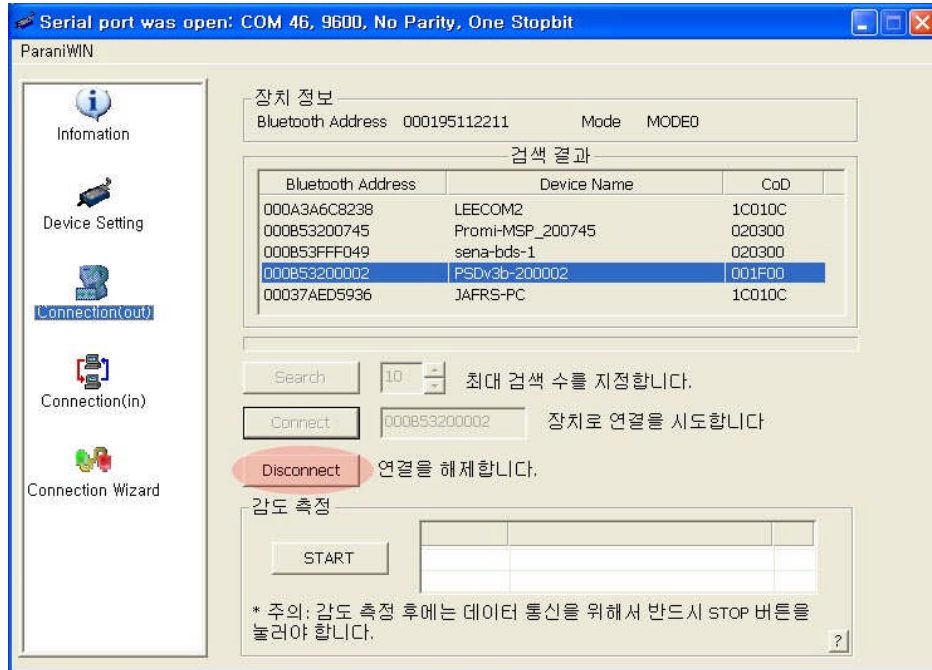 Serial port was open: COM 46, 9600, No Parity, One Stopbit
ParaniWIN
Infomation
Device Setting
Connection(out)
Connection(in)
Connection Wizard
장치 정보
Bluetooth Address 000195112211 Mode MODE0
검색 결과
Bluetooth Address Device Name CoD
000A3A6C8238 LEECOM2 1C010C
000B53200745 Promi-MSP_200745 020300
000B53FFF049 sena-bds-1 020300
000B53200002 PSDv3b-200002 001F00
00037AED5936 JAFRS-PC 1C010C
Search 10 최대 검색 수를 지정합니다.
Connect 000B53200002 장치로 연결을 시도합니다
Disconnect 연결을 해제합니다.
감도 측정
START
* 주의: 감도 측정 후에는 데이터 통신을 위해서 반드시 STOP 버튼을
눌러야 합니다.
?